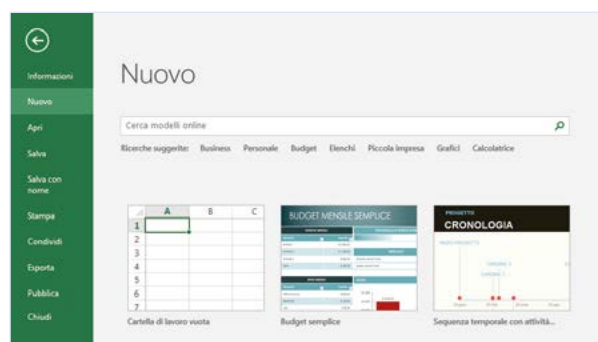 Informazioni
Nuovo
Apri
Salva
Salva con
nome
Stampa
Condividi
Esporta
Pubblica
Chiudi
Nuovo
Cerca modelli online
Ricerche suggerite: Business Personale Budget Elenchi Piccola impresa Grafici Calcolatrice
A B C
1
2
3
4
5
6
7
Cartella di lavoro vuota
BUDGET MENSILE SEMPLICE
Budget semplice
PROGETTO
CRONOLOGIA
Sequenza temporale con attività...